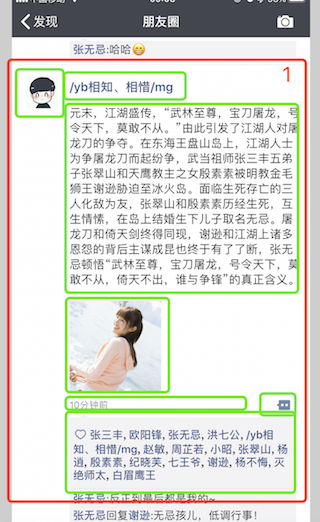 发现
朋友圈
张无忌:哈哈
1
/yb相知、相惜/mg
元末，江湖盛传，“武林至尊，宝刀屠龙，号
令天下，莫敢不从。”由此引发了江湖人对屠
龙刀的争夺。在东海王盘山岛上，江湖人士
为争屠龙刀而起纷争，武当祖师张三丰五弟
子张翠山和天鹰教主之女殷素素被明教金毛
狮王谢逊胁迫至冰火岛。面临生死存亡的三
人化敌为友，张翠山和殷素素历经生死，互
生情愫，在岛上结婚生下儿子取名无忌。屠
龙刀和倚天剑终得同现，谢逊和江湖上诸多
恩怨的背后主谋成昆也终于有了了断，张无
忌顿悟“武林至尊，宝刀屠龙，号令天下，莫
敢不从，倚天不出，谁与争锋”的真正含义。
10分钟前
张三丰, 欧阳锋, 张无忌, 洪七公, /yb相
知、相惜/mg, 赵敏, 周芷若, 小昭, 张翠山, 杨
逍, 殷素素, 纪晓芙, 七王爷, 谢逊, 杨不悔, 灭
绝师太, 白眉鹰王
张无忌:反正到最后都是我的~
张无忌回复谢逊:无忌孩儿，低调行事！